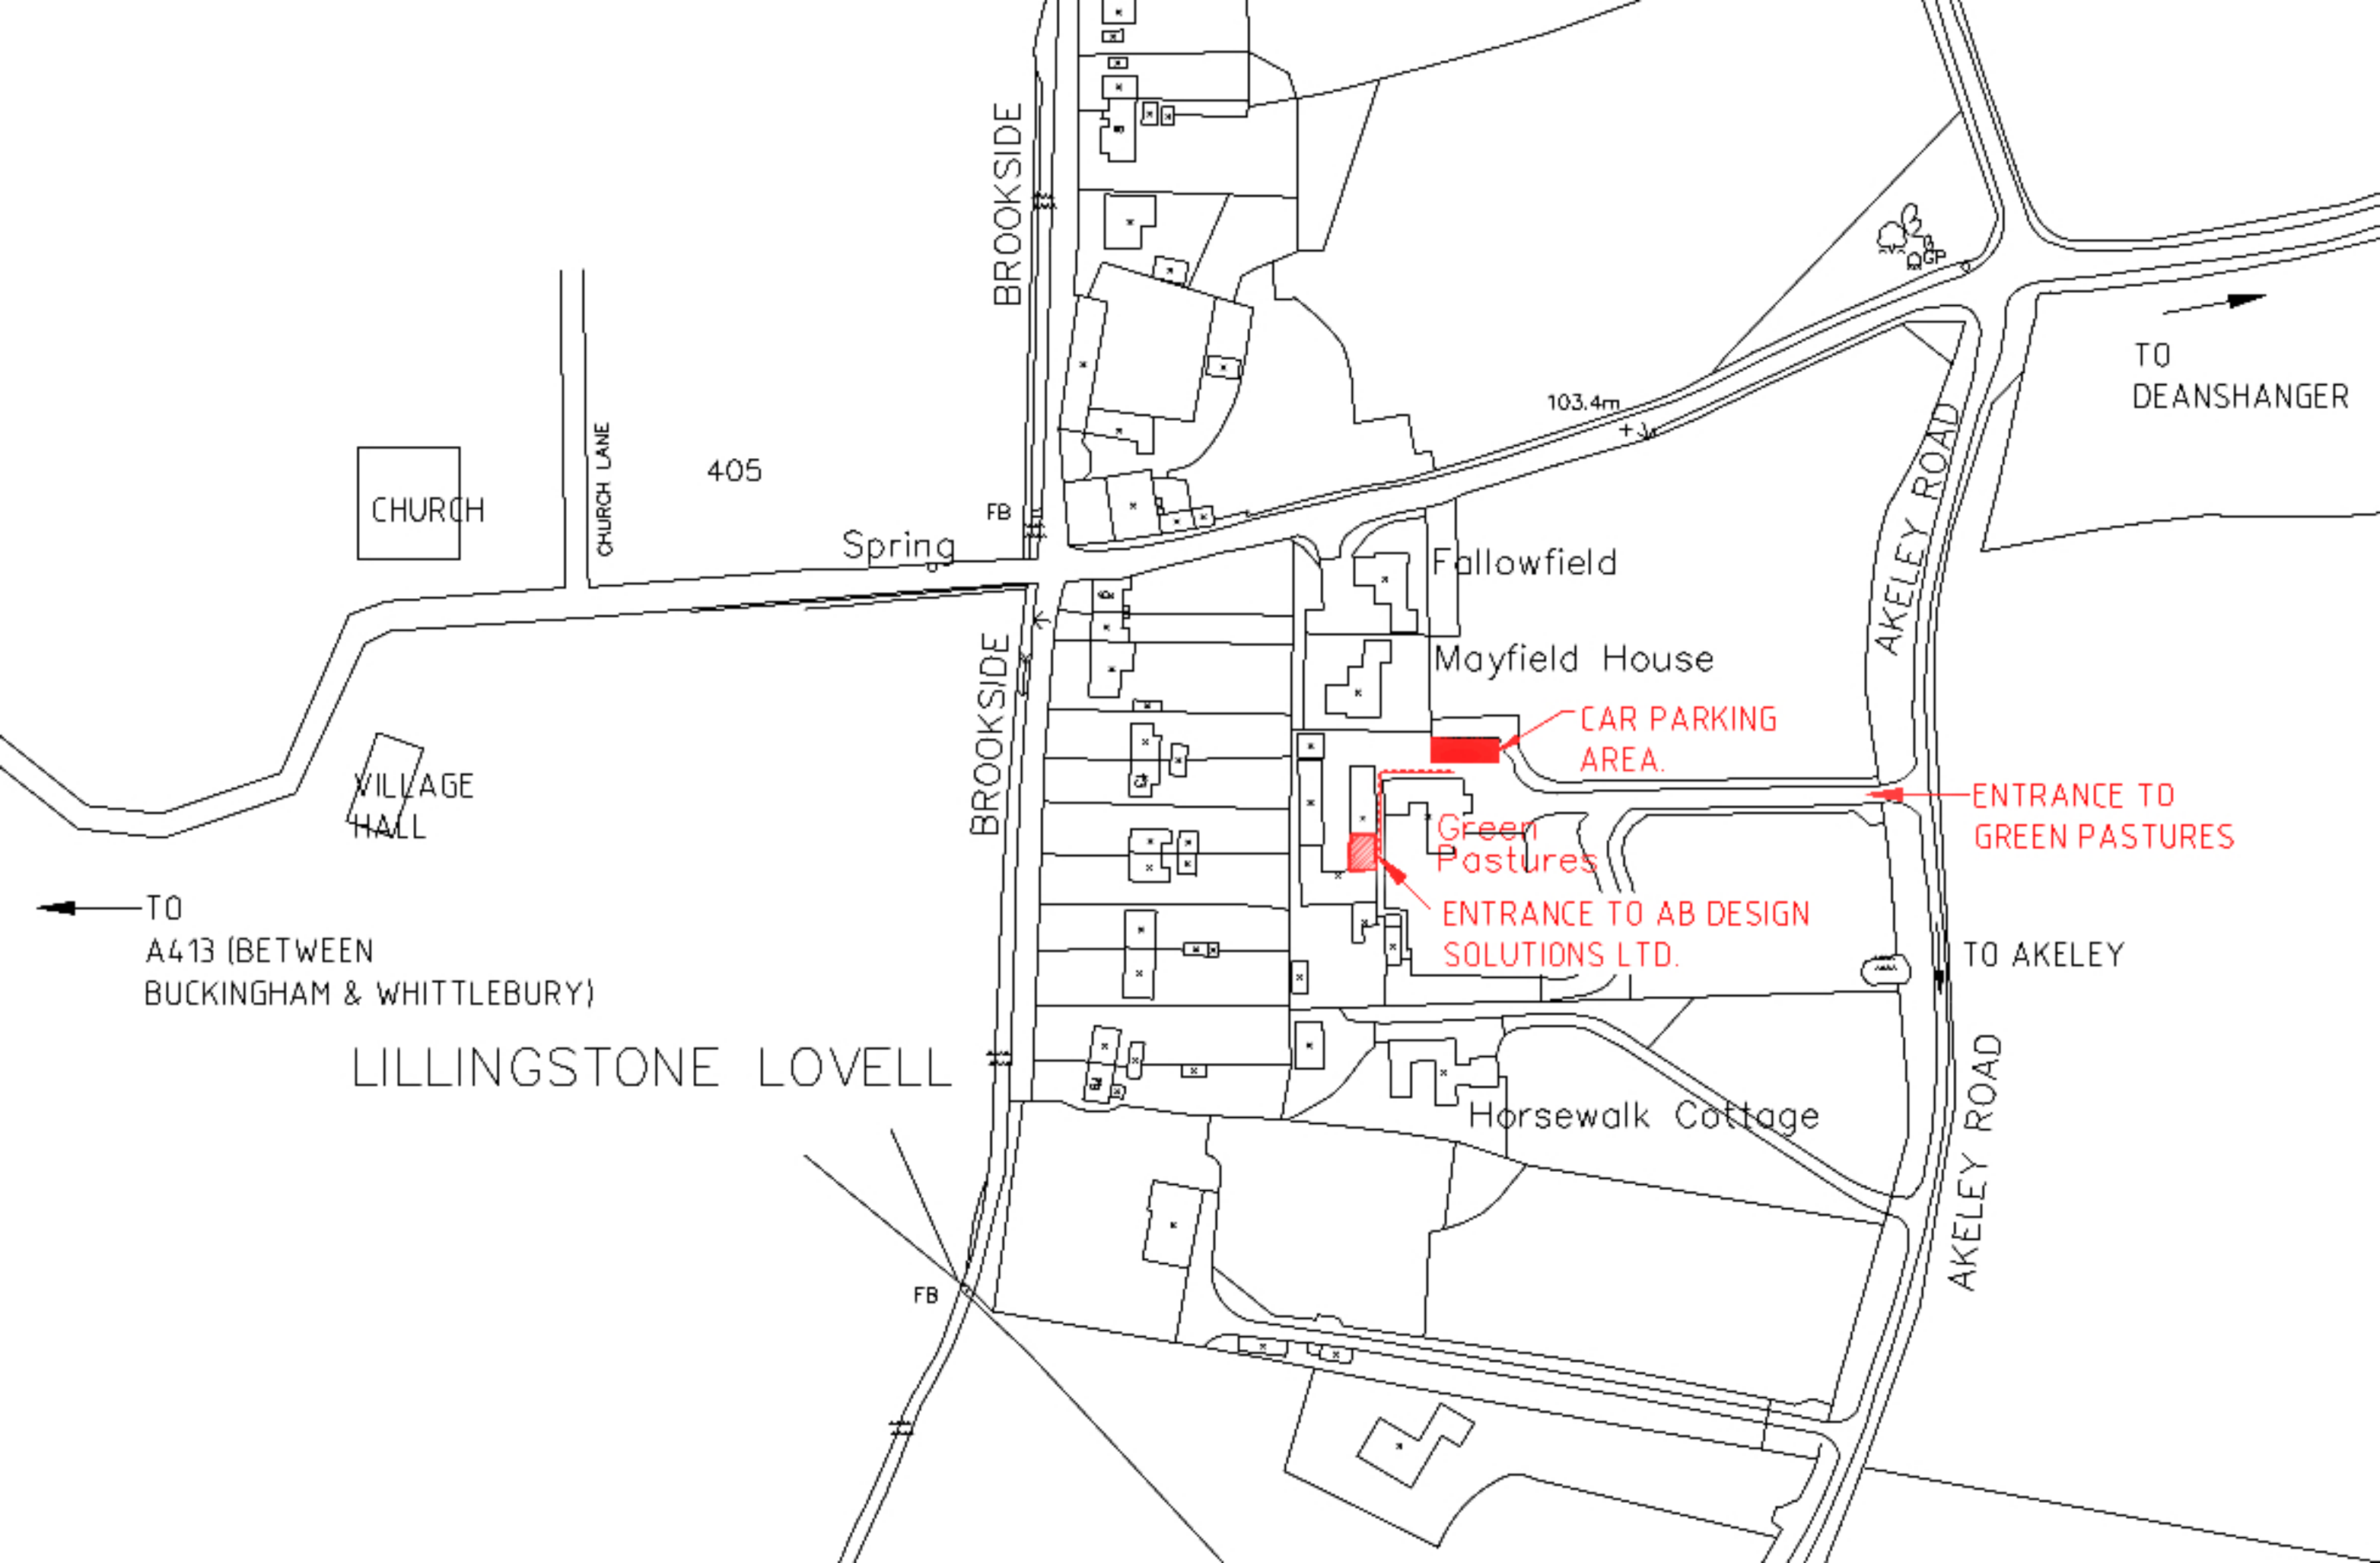 BROOKSIDE
GP
TO
DEANSHANGER
103.4m
AKELEY ROAD
CHURCH LANE
405
CHURCH
FB
Spring
Fallowfield
BROOKSIDE
Mayfield House
CAR PARKING
AREA.
VILLAGE
HALL
ENTRANCE TO
GREEN PASTURES
Green
Pastures
TO
A413 (BETWEEN
BUCKINGHAM & WHITTLEBURY)
ENTRANCE TO AB DESIGN
SOLUTIONS LTD.
TO AKELEY
LILLINGSTONE LOVELL
AKELEY ROAD
Horsewalk Cottage
FB